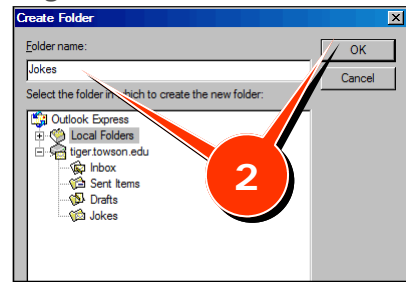 Create Folder
Folder name:
OK
Jokes
Cancel
Select the folder in which to create the new folder:
Outlook Express
Local Folders
tiger.towson.edu
Inbox
Sent Items
Drafts
Jokes
2